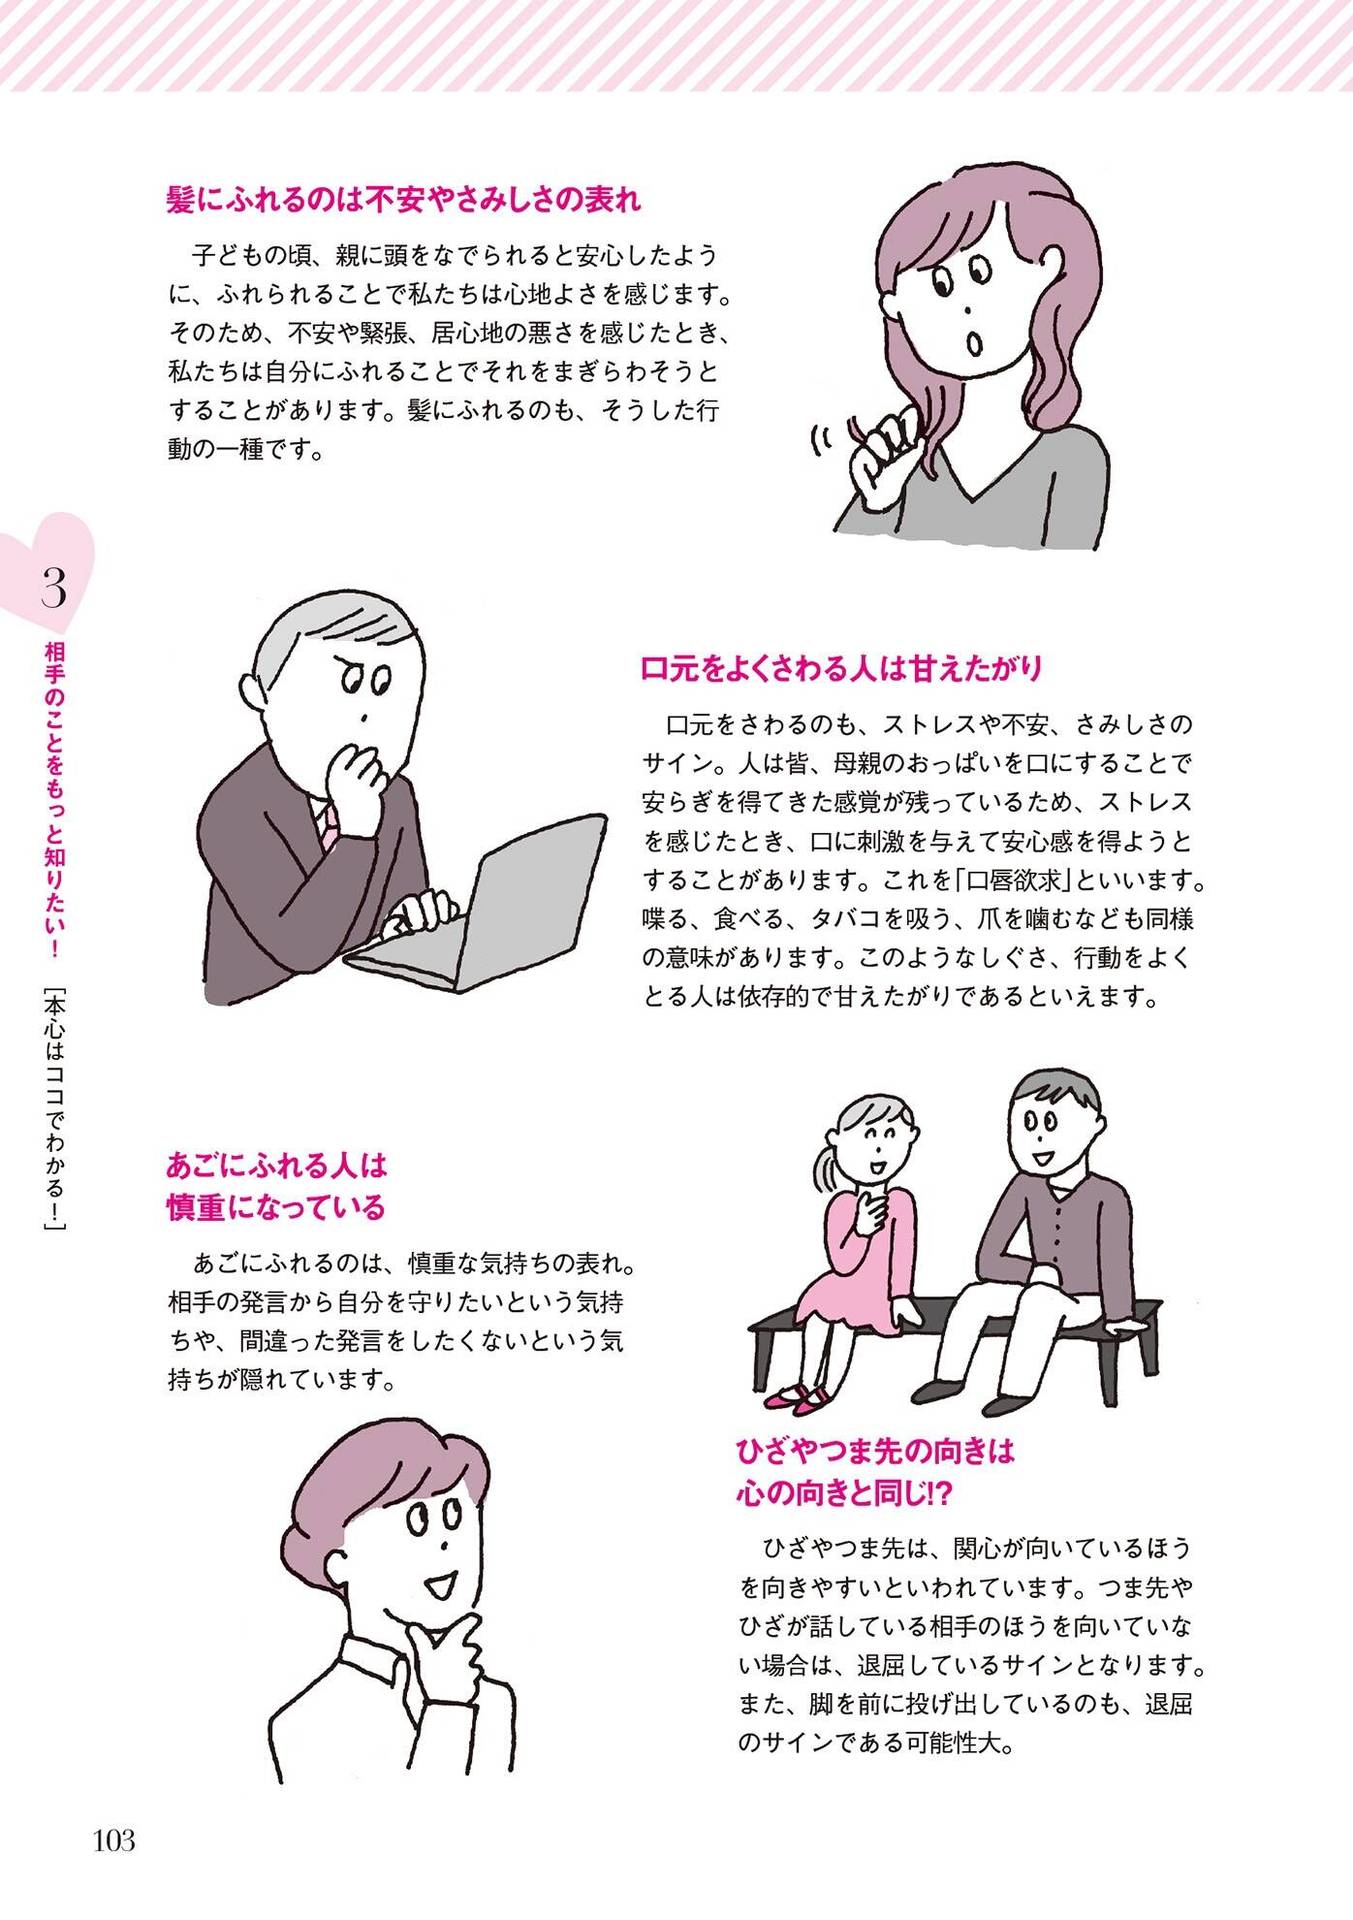 髪にふれるのは不安やさみしさの表れ
子どもの頃、親に頭をなでられると安心したよう
に、ふれられることで私たちは心地よさを感じます。
そのため、不安や緊張、居心地の悪さを感じたとき、
私たちは自分にふれることでそれをまぎらわそうと
することがあります。髪にふれるのも、そうした行
動の一種です。
3
相手のことをもっと知りたい！ ［本心はココでわかる！］
口元をよくさわる人は甘えたがり
口元をさわるのも、ストレスや不安、さみしさの
サイン。人は皆、母親のおっぱいを口にすることで
安らぎを得てきた感覚が残っているため、ストレス
を感じたとき、口に刺激を与えて安心感を得ようと
することがあります。これを「口唇欲求」といいます。
喋る、食べる、タバコを吸う、爪を噛むなども同様
の意味があります。このようなしぐさ、行動をよく
とる人は依存的で甘えたがりであるといえます。
あごにふれる人は
慎重になっている
あごにふれるのは、慎重な気持ちの表れ。
相手の発言から自分を守りたいという気持
ちや、間違った発言をしたくないという気
持ちが隠れています。
ひざやつま先の向きは
心の向きと同じ!?
ひざやつま先は、関心が向いているほう
を向きやすいといわれています。つま先や
ひざが話している相手のほうを向いていな
い場合は、退屈しているサインとなります。
また、脚を前に投げ出しているのも、退屈
のサインである可能性大。
103